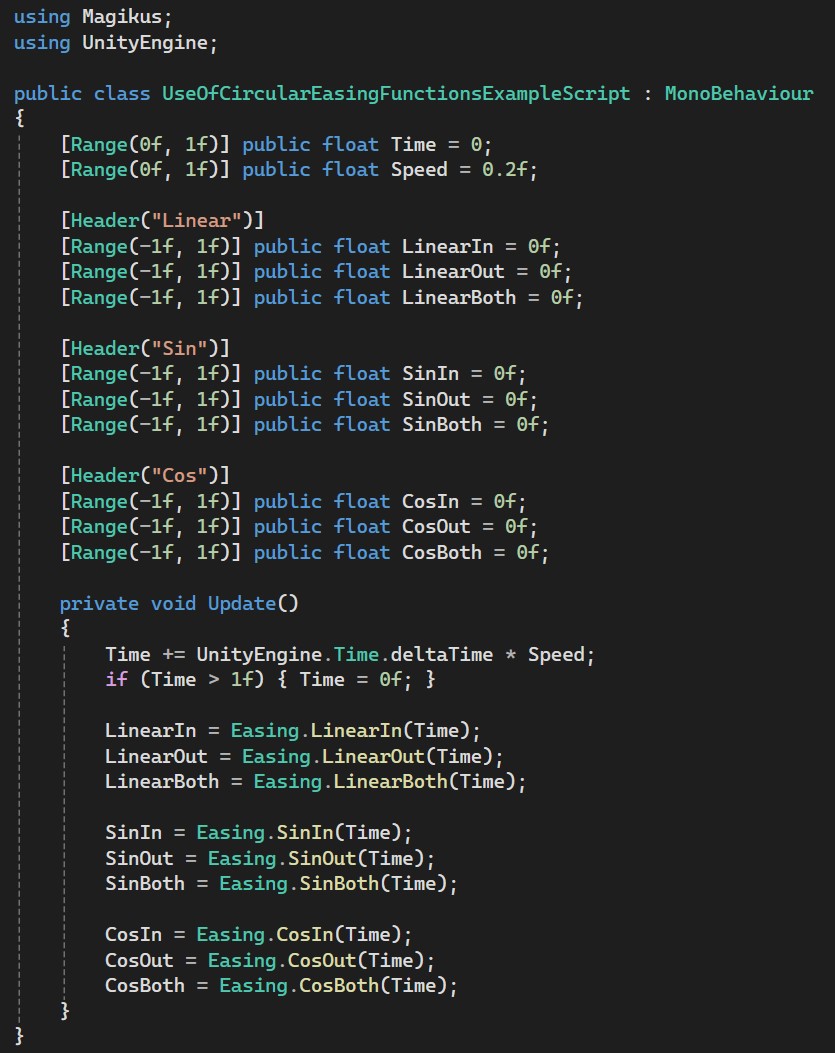 using Magikus;
using UnityEngine;

public class UseOfCircularEasingFunctionsExampleScript : MonoBehaviour
{
    [Range(0f, 1f)] public float Time = 0;
    [Range(0f, 1f)] public float Speed = 0.2f;

    [Header("Linear")]
    [Range(-1f, 1f)] public float LinearIn = 0f;
    [Range(-1f, 1f)] public float LinearOut = 0f;
    [Range(-1f, 1f)] public float LinearBoth = 0f;

    [Header("Sin")]
    [Range(-1f, 1f)] public float SinIn = 0f;
    [Range(-1f, 1f)] public float SinOut = 0f;
    [Range(-1f, 1f)] public float SinBoth = 0f;

    [Header("Cos")]
    [Range(-1f, 1f)] public float CosIn = 0f;
    [Range(-1f, 1f)] public float CosOut = 0f;
    [Range(-1f, 1f)] public float CosBoth = 0f;

    private void Update()
    {
        Time += UnityEngine.Time.deltaTime * Speed;
        if (Time > 1f) { Time = 0f; }

        LinearIn = Easing.LinearIn(Time);
        LinearOut = Easing.LinearOut(Time);
        LinearBoth = Easing.LinearBoth(Time);

        SinIn = Easing.SinIn(Time);
        SinOut = Easing.SinOut(Time);
        SinBoth = Easing.SinBoth(Time);

        CosIn = Easing.CosIn(Time);
        CosOut = Easing.CosOut(Time);
        CosBoth = Easing.CosBoth(Time);
    }
}